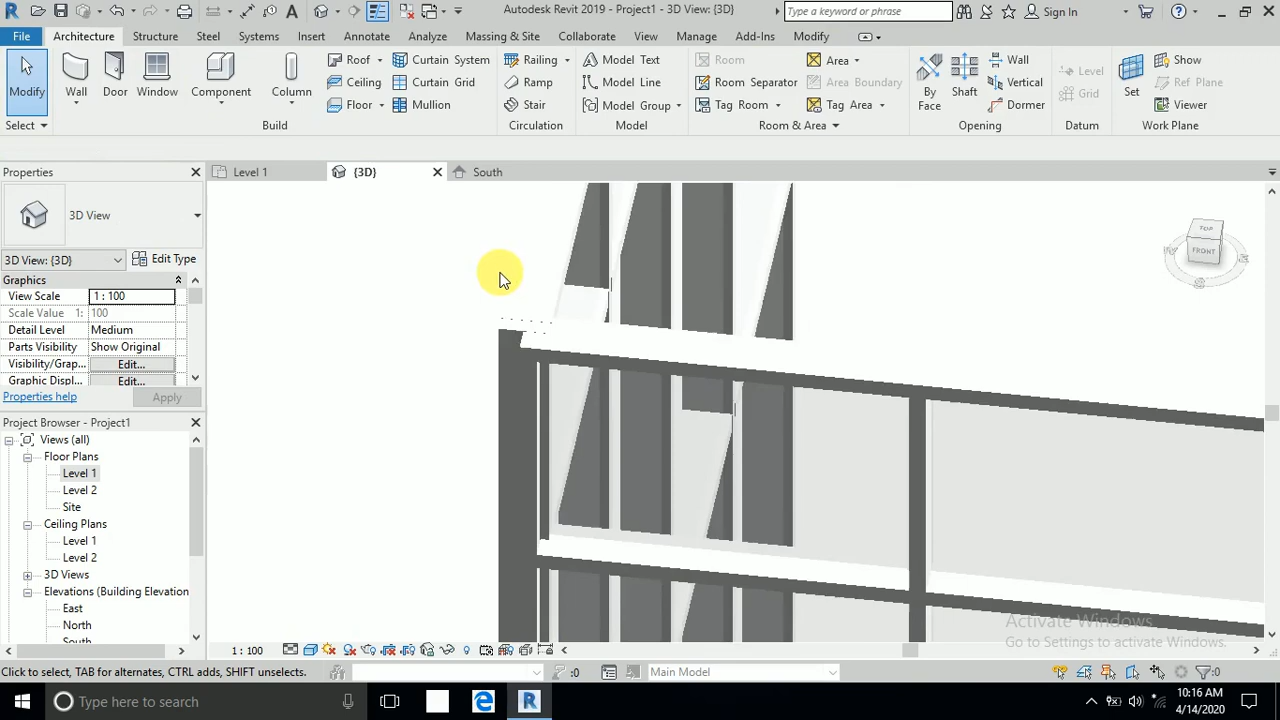 Autodesk Revit 2019 - Project1 - 3D View: {3D}
Type a keyword or phrase
Sign In
File Architecture Structure Steel Systems Insert Annotate Analyze Massing & Site Collaborate View Manage Add-Ins Modify
Modify
Wall
Door
Window
Component
Column
Roof
Ceiling
Floor
Curtain System
Curtain Grid
Mullion
Railing
Ramp
Stair
Model Text
Model Line
Model Group
Room
Room Separator
Tag Room
Area
Area Boundary
Tag Area
By Face
Shaft
Wall
Vertical
Dormer
Level
Grid
Set
Show
Ref Plane
Viewer
Select Build Circulation Model Room & Area Opening Datum Work Plane
Properties
Level 1
{3D}
South
3D View
3D View: {3D}
Edit Type
Graphics
View Scale 1 : 100
Scale Value 1: 100
Detail Level Medium
Parts Visibility Show Original
Visibility/Grap... Edit...
Graphic Displ... Edit...
Properties help
Apply
Project Browser - Project1
Views (all)
Floor Plans
Level 1
Level 2
Site
Ceiling Plans
Level 1
Level 2
3D Views
Elevations (Building Elevation
East
North
South
TOP
FRONT
Activate Windows
Go to Settings to activate Windows.
1 : 100
Click to select, TAB for alternates, CTRL adds, SHIFT unselects.
:0
Main Model
:0
Type here to search
10:16 AM
4/14/2020